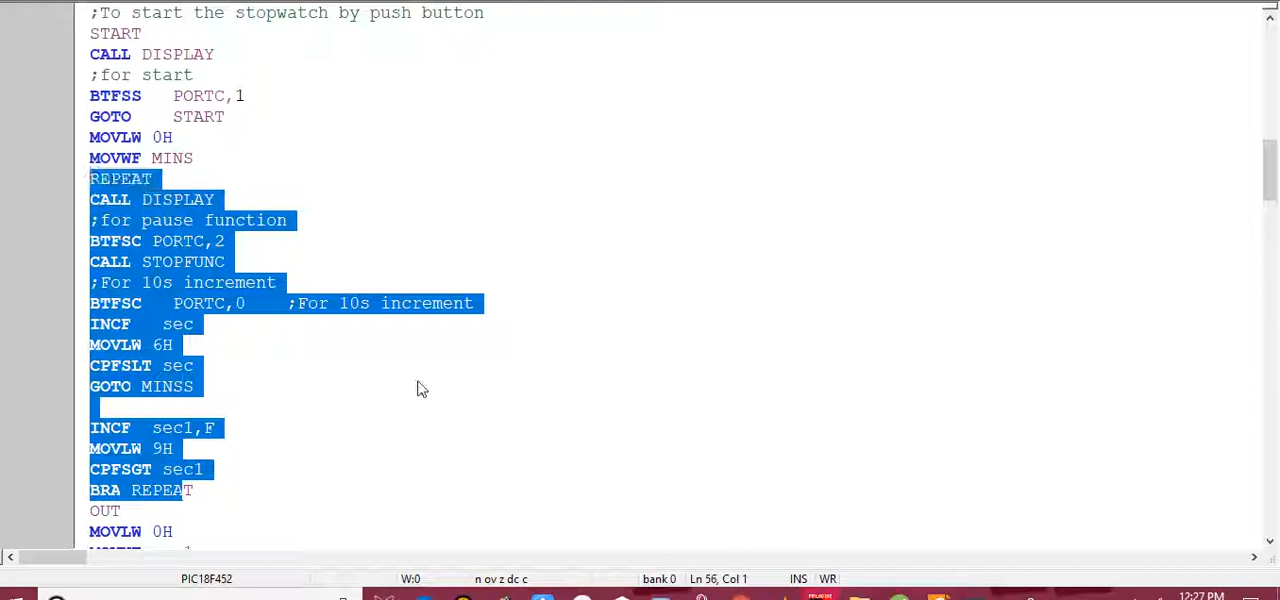 ;To start the stopwatch by push button
START
CALL DISPLAY
;for start
BTFSS PORTC,1
GOTO START
MOVLW 0H
MOVWF MINS
REPEAT
CALL DISPLAY
;for pause function
BTFSC PORTC,2
CALL STOPFUNC
;For 10s increment
BTFSC PORTC,0 ;For 10s increment
INCF sec
MOVLW 6H
CPFSLT sec
GOTO MINSS
INCF sec1,F
MOVLW 9H
CPFSGT sec1
BRA REPEAT
OUT
MOVLW 0H
PIC18F452 W:0 n ov z dc c bank 0 Ln 56, Col 1 INS WR
12:27 PM